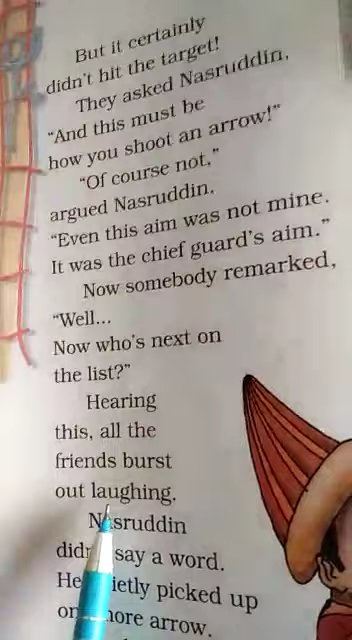 But it certainly
didn't hit the target!
They asked Nasruddin,
"And this must be
how you shoot an arrow!"
"Of course not,"
argued Nasruddin.
"Even this aim was not mine.
It was the chief guard's aim."
Now somebody remarked,
"Well...
Now who's next on
the list?"
Hearing
this, all the
friends burst
out laughing.
Nasruddin
didn't say a word.
He quietly picked up
one more arrow.